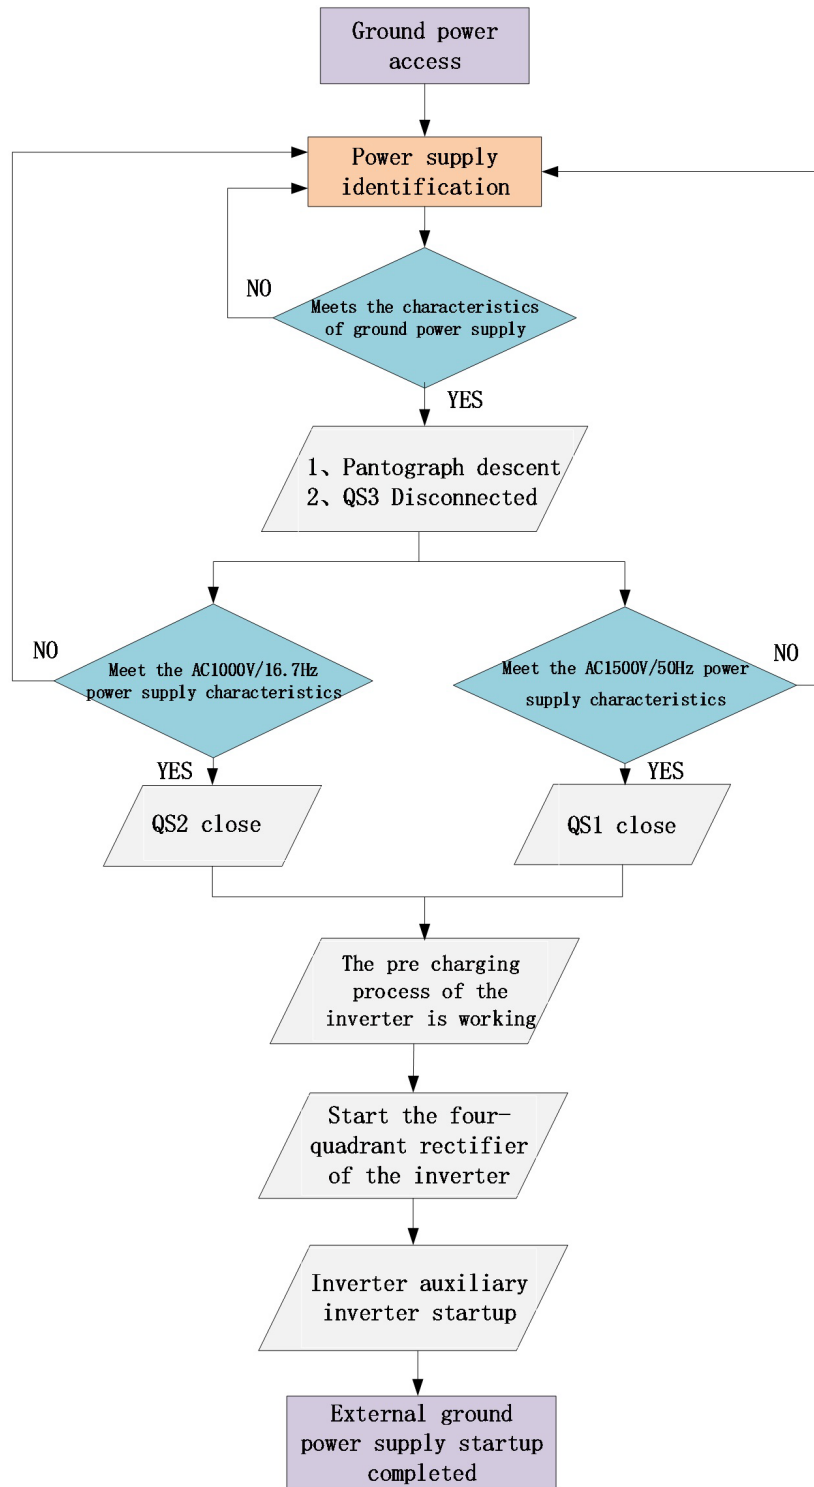 Ground power
access
Power supply
identification
NO
Meets the characteristics
of ground power supply
YES
1、Pantograph descent
2、QS3 Disconnected
NO
Meet the AC1000V/16.7Hz
power supply characteristics
Meet the AC1500V/50Hz power
supply characteristics
NO
YES
YES
QS2 close
QS1 close
The pre charging
process of the
inverter is working
Start the four-
quadrant rectifier
of the inverter
Inverter auxiliary
inverter startup
External ground
power supply startup
completed